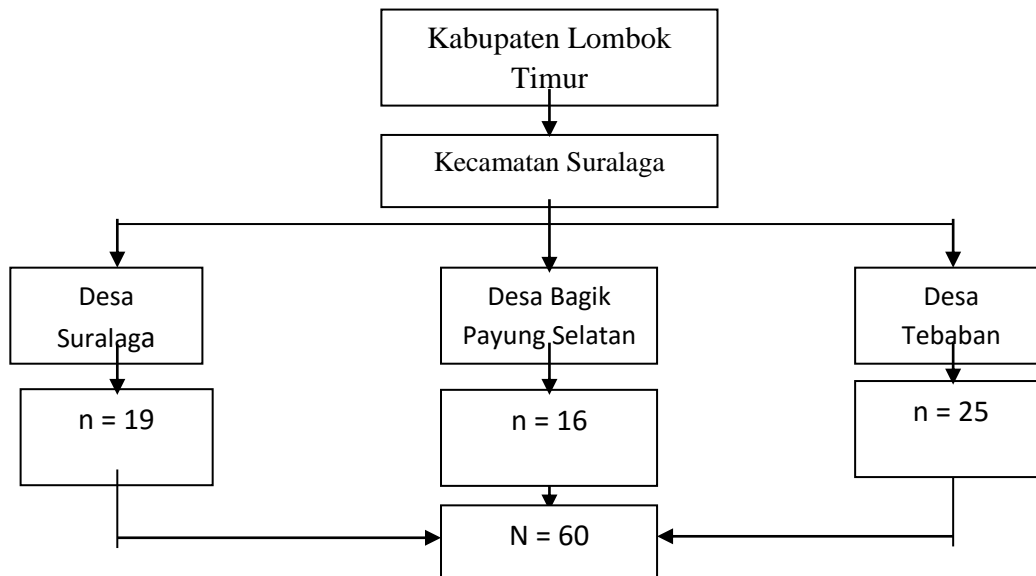 Kabupaten Lombok
Timur
Kecamatan Suralaga
Desa
Suralaga
Desa Bagik
Payung Selatan
Desa
Tebaban
n = 19
n = 16
n = 25
N = 60